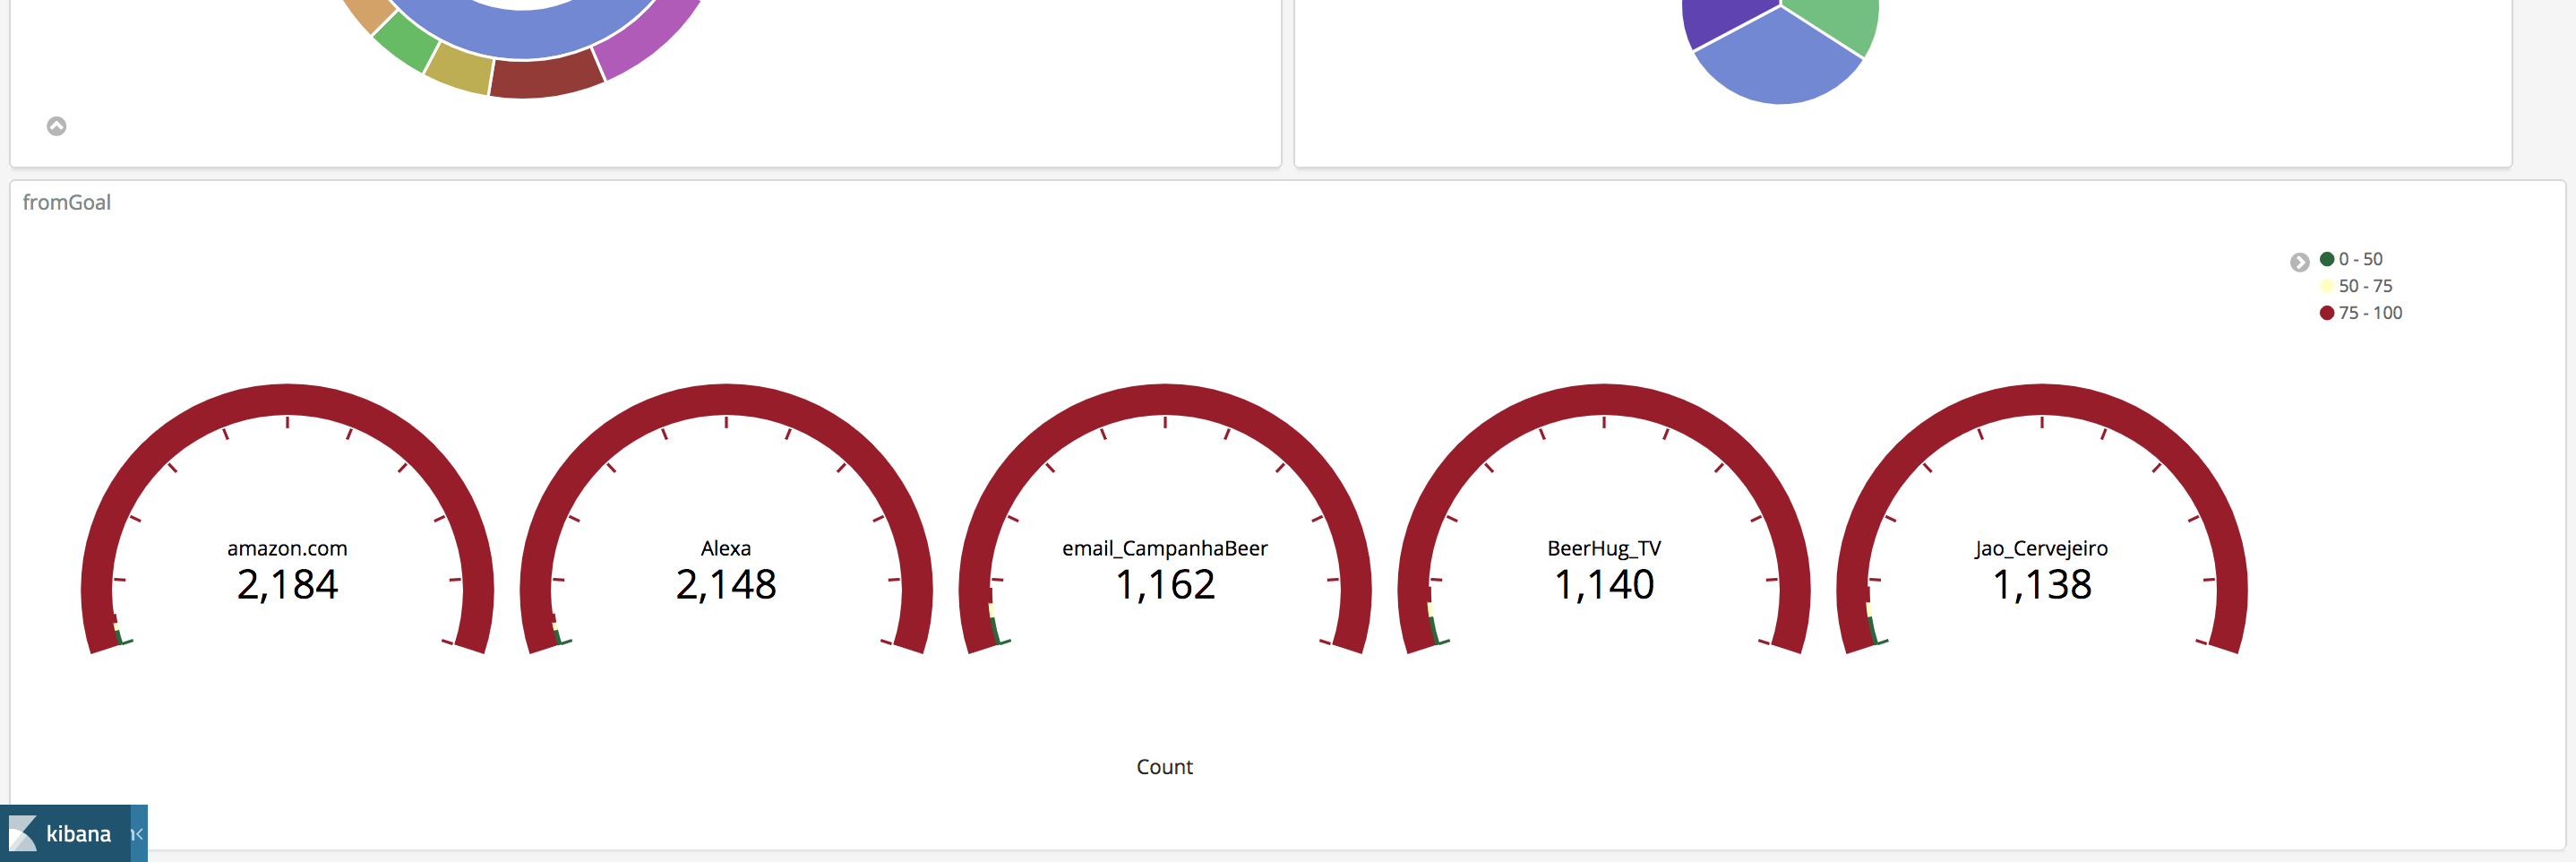 fromGoal
0 - 50
50 - 75
75 - 100
amazon.com
2,184
Alexa
2,148
email_CampanhaBeer
1,162
BeerHug_TV
1,140
Jao_Cervejeiro
1,138
Count
kibana